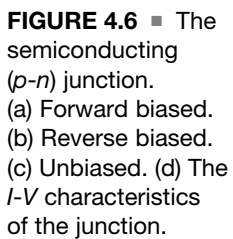 FIGURE 4.6 ■ The
semiconducting
(p-n) junction.
(a) Forward biased.
(b) Reverse biased.
(c) Unbiased. (d) The
I-V characteristics
of the junction.